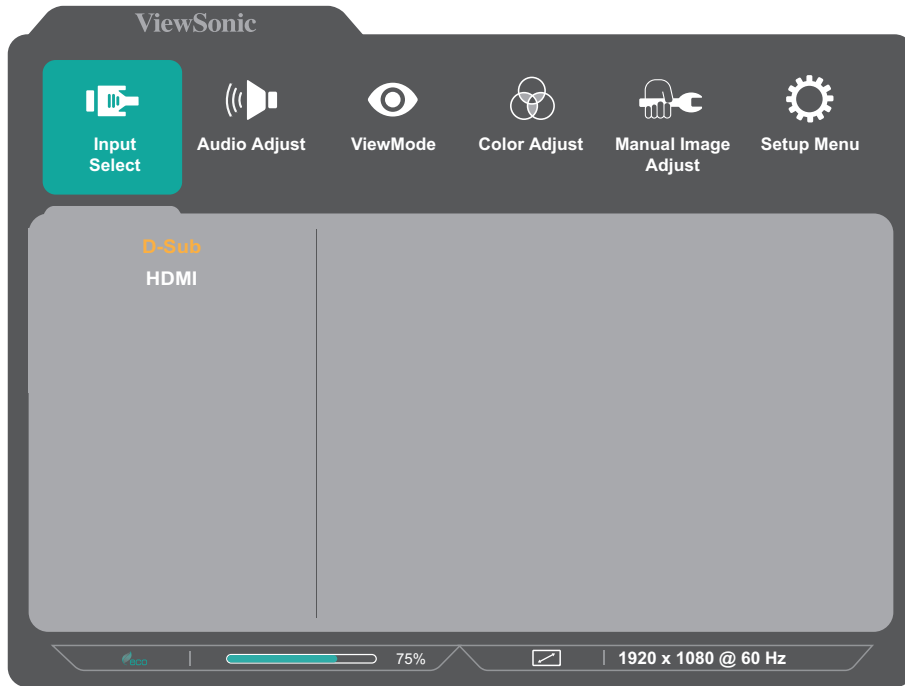 ViewSonic
Input Select
Audio Adjust
ViewMode
Color Adjust
Manual Image Adjust
Setup Menu
D-Sub
HDMI
eco
75%
1920 x 1080 @ 60 Hz